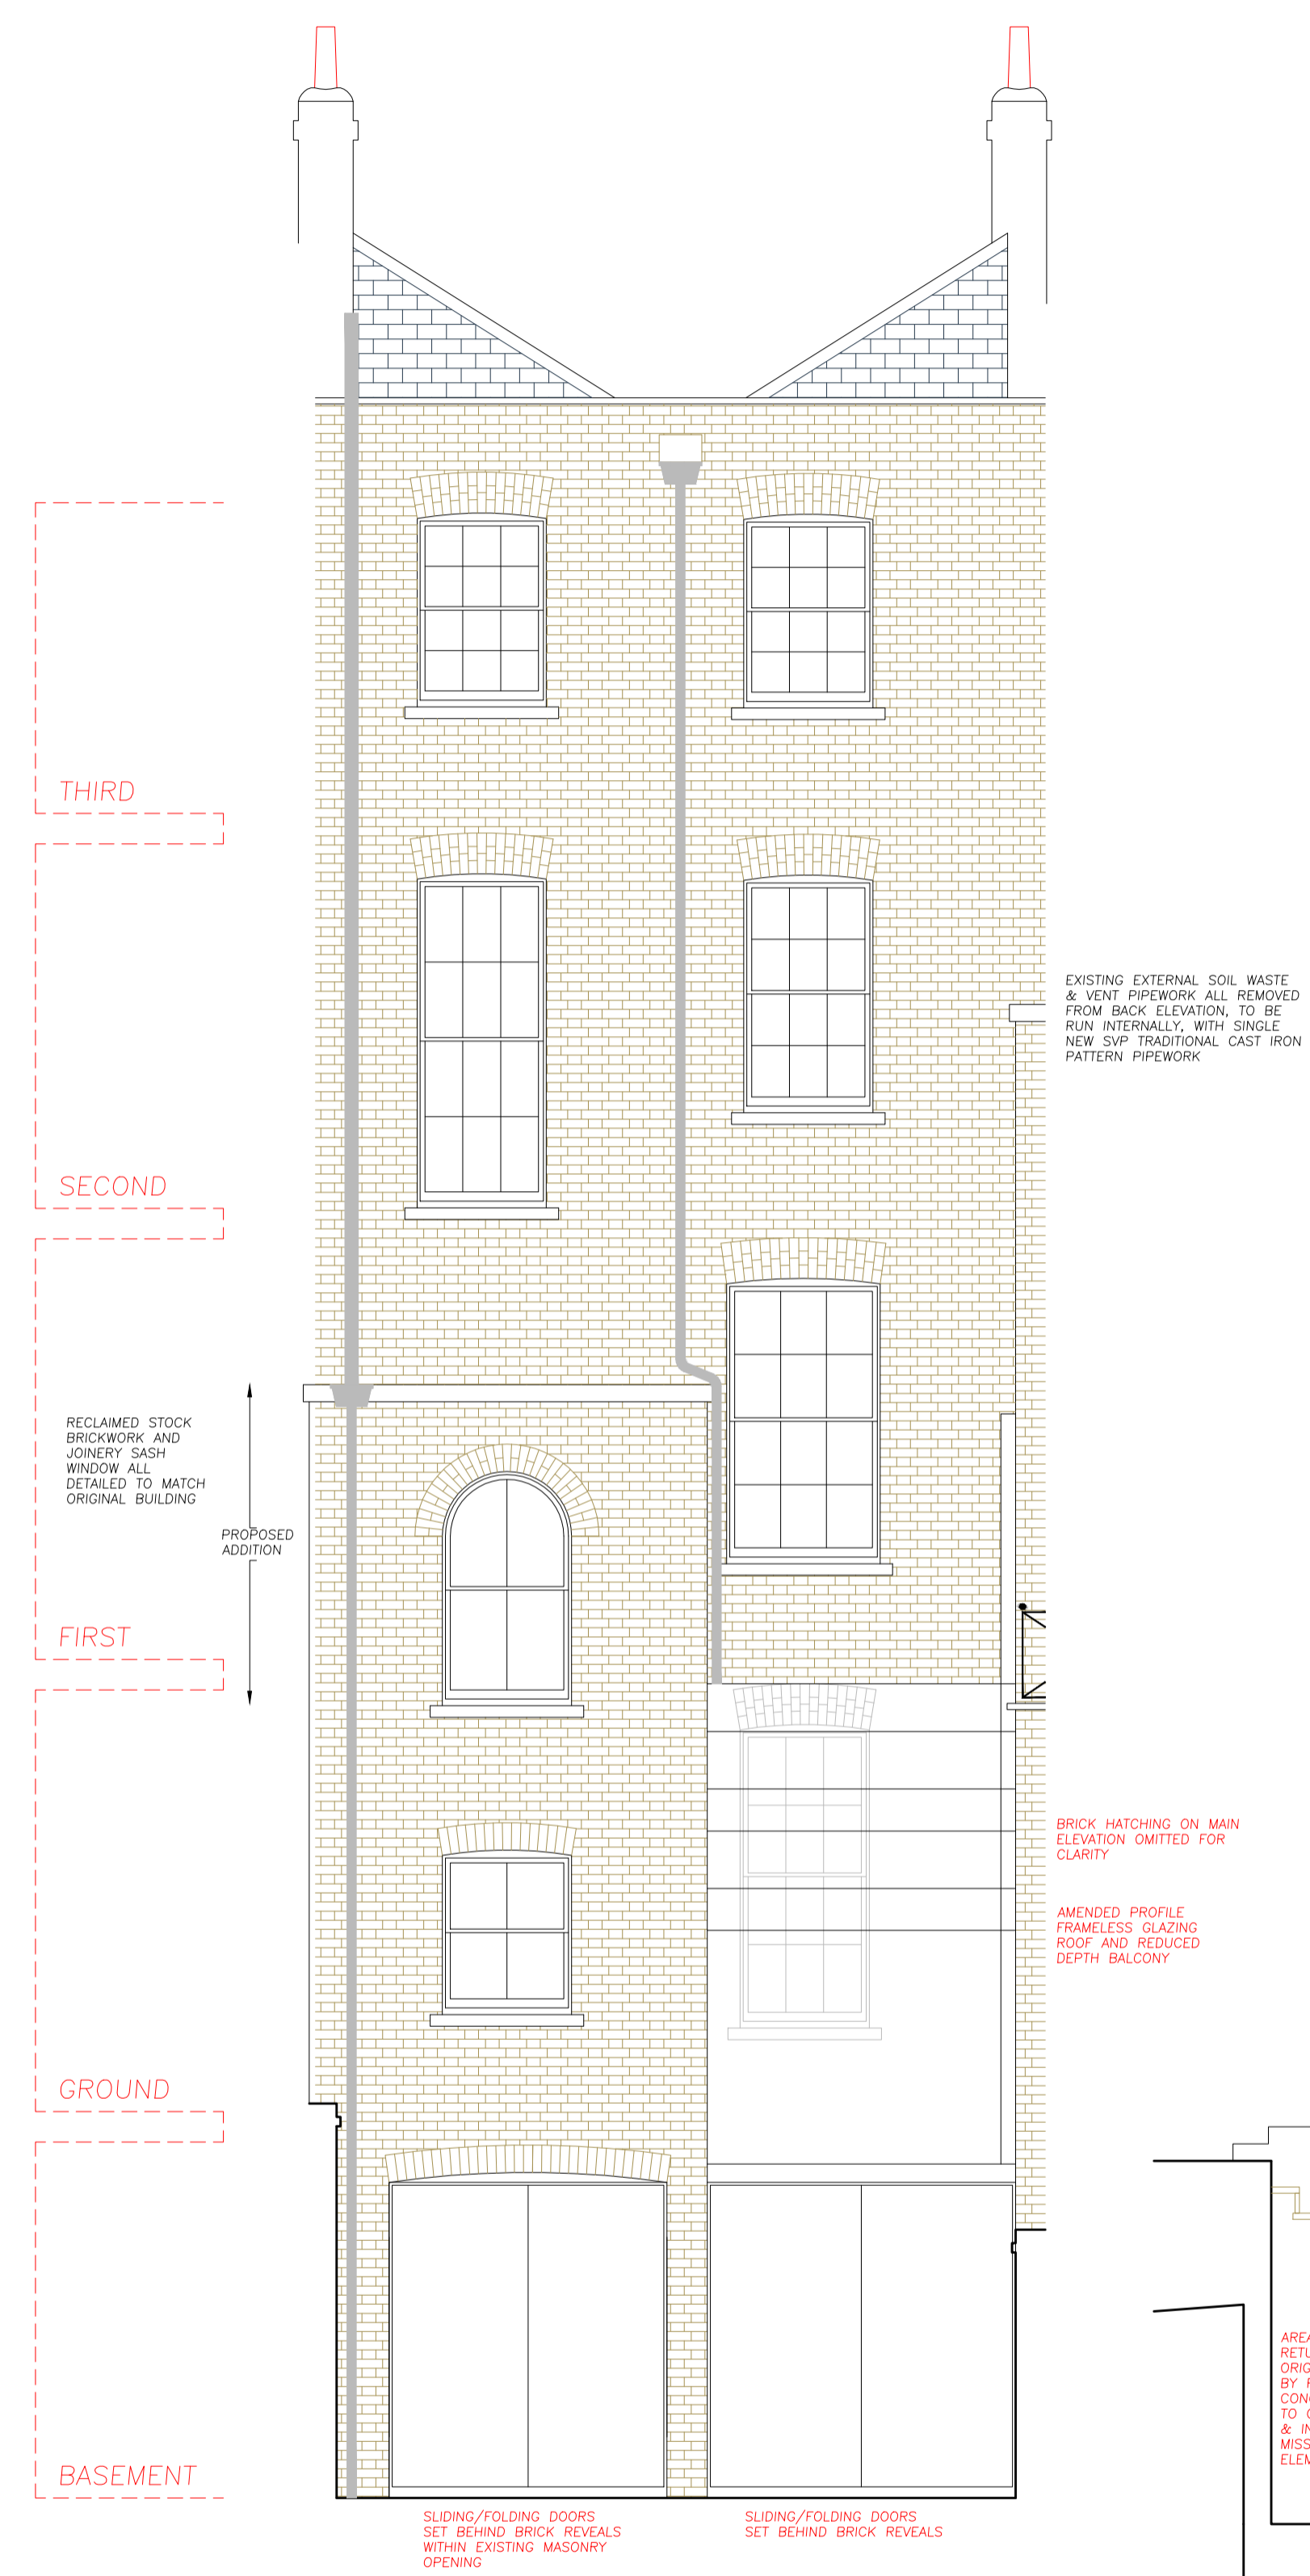 THIRD
EXISTING EXTERNAL SOIL WASTE
& VENT PIPEWORK ALL REMOVED
FROM BACK ELEVATION, TO BE
RUN INTERNALLY, WITH SINGLE
NEW SVP TRADITIONAL CAST IRON
PATTERN PIPEWORK
SECOND
RECLAIMED STOCK
BRICKWORK AND
JOINERY SASH
WINDOW ALL
DETAILED TO MATCH
ORIGINAL BUILDING
PROPOSED
ADDITION
FIRST
BRICK HATCHING ON MAIN
ELEVATION OMITTED FOR
CLARITY
AMENDED PROFILE
FRAMELESS GLAZING
ROOF AND REDUCED
DEPTH BALCONY
GROUND
BY
TO
&
BASEMENT
SLIDING/FOLDING DOORS
SET BEHIND BRICK REVEALS
WITHIN EXISTING MASONRY
OPENING
SLIDING/FOLDING DOORS
SET BEHIND BRICK REVEALS